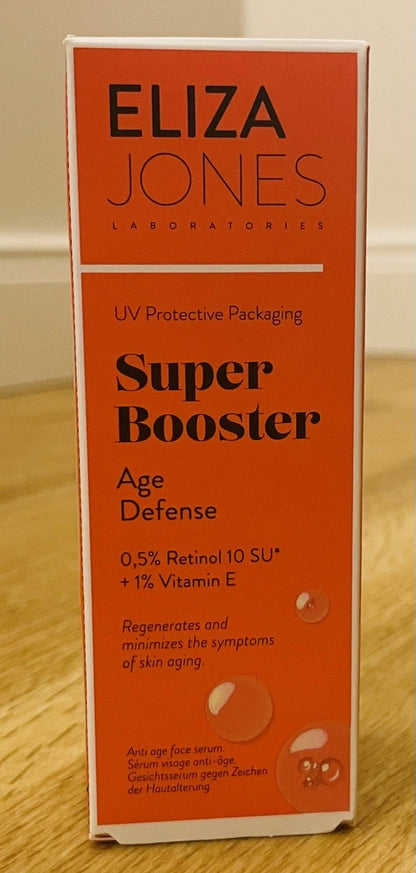 ELIZA
JONES
LABORATORIES
UV Protective Packaging
Super
Booster
Age
Defense
0,5% Retinol 10 SU*
+ 1% Vitamin E
Regenerates and
minimizes the symptoms
of skin aging.
Anti age face serum.
Sérum visage anti-âge.
Gesichtsserum gegen Zeichen
der Hautalterung.